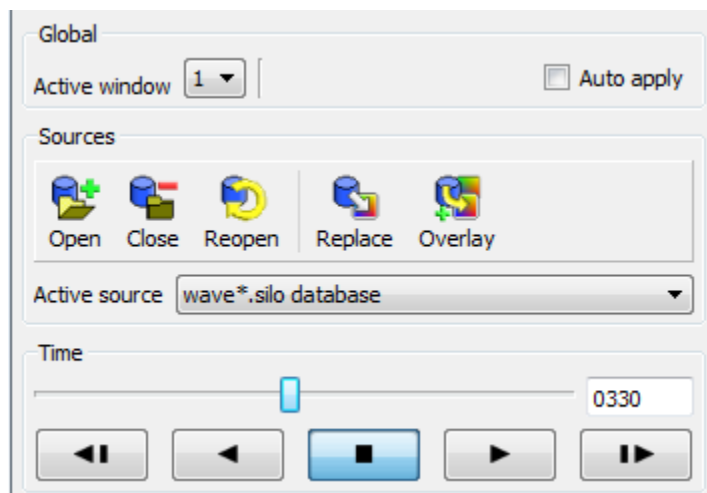 Global
Active window 1 Auto apply
Sources
Open Close Reopen Replace Overlay
Active source wave*.silo database
Time
0330